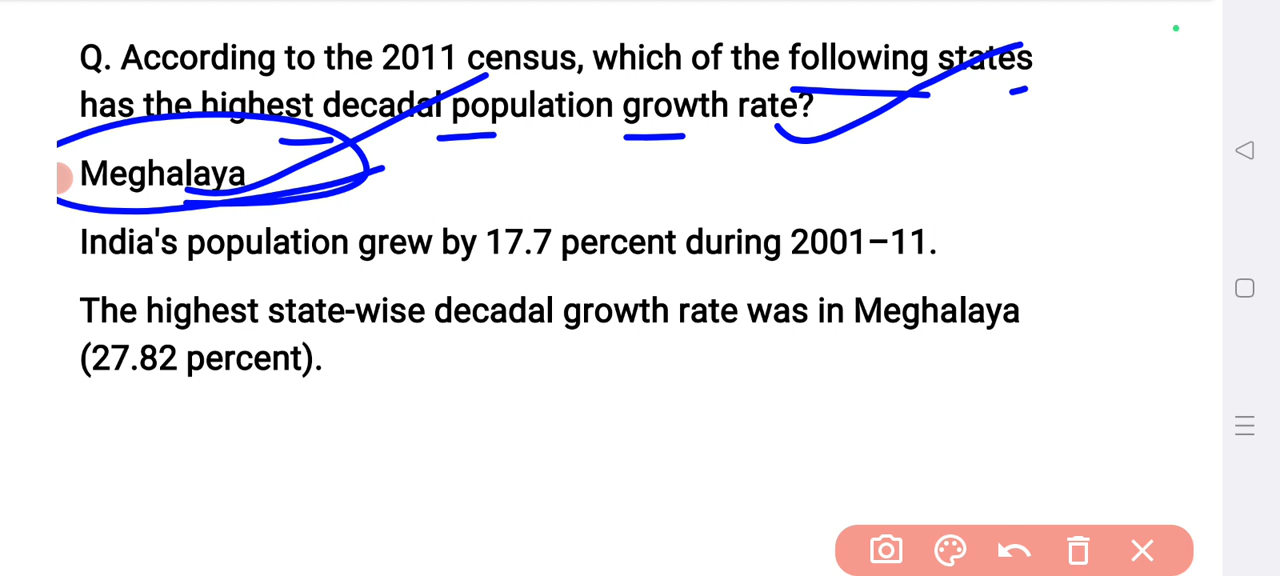 Q. According to the 2011 census, which of the following states
has the highest decadal population growth rate?
Meghalaya
India's population grew by 17.7 percent during 2001–11.
The highest state-wise decadal growth rate was in Meghalaya
(27.82 percent).